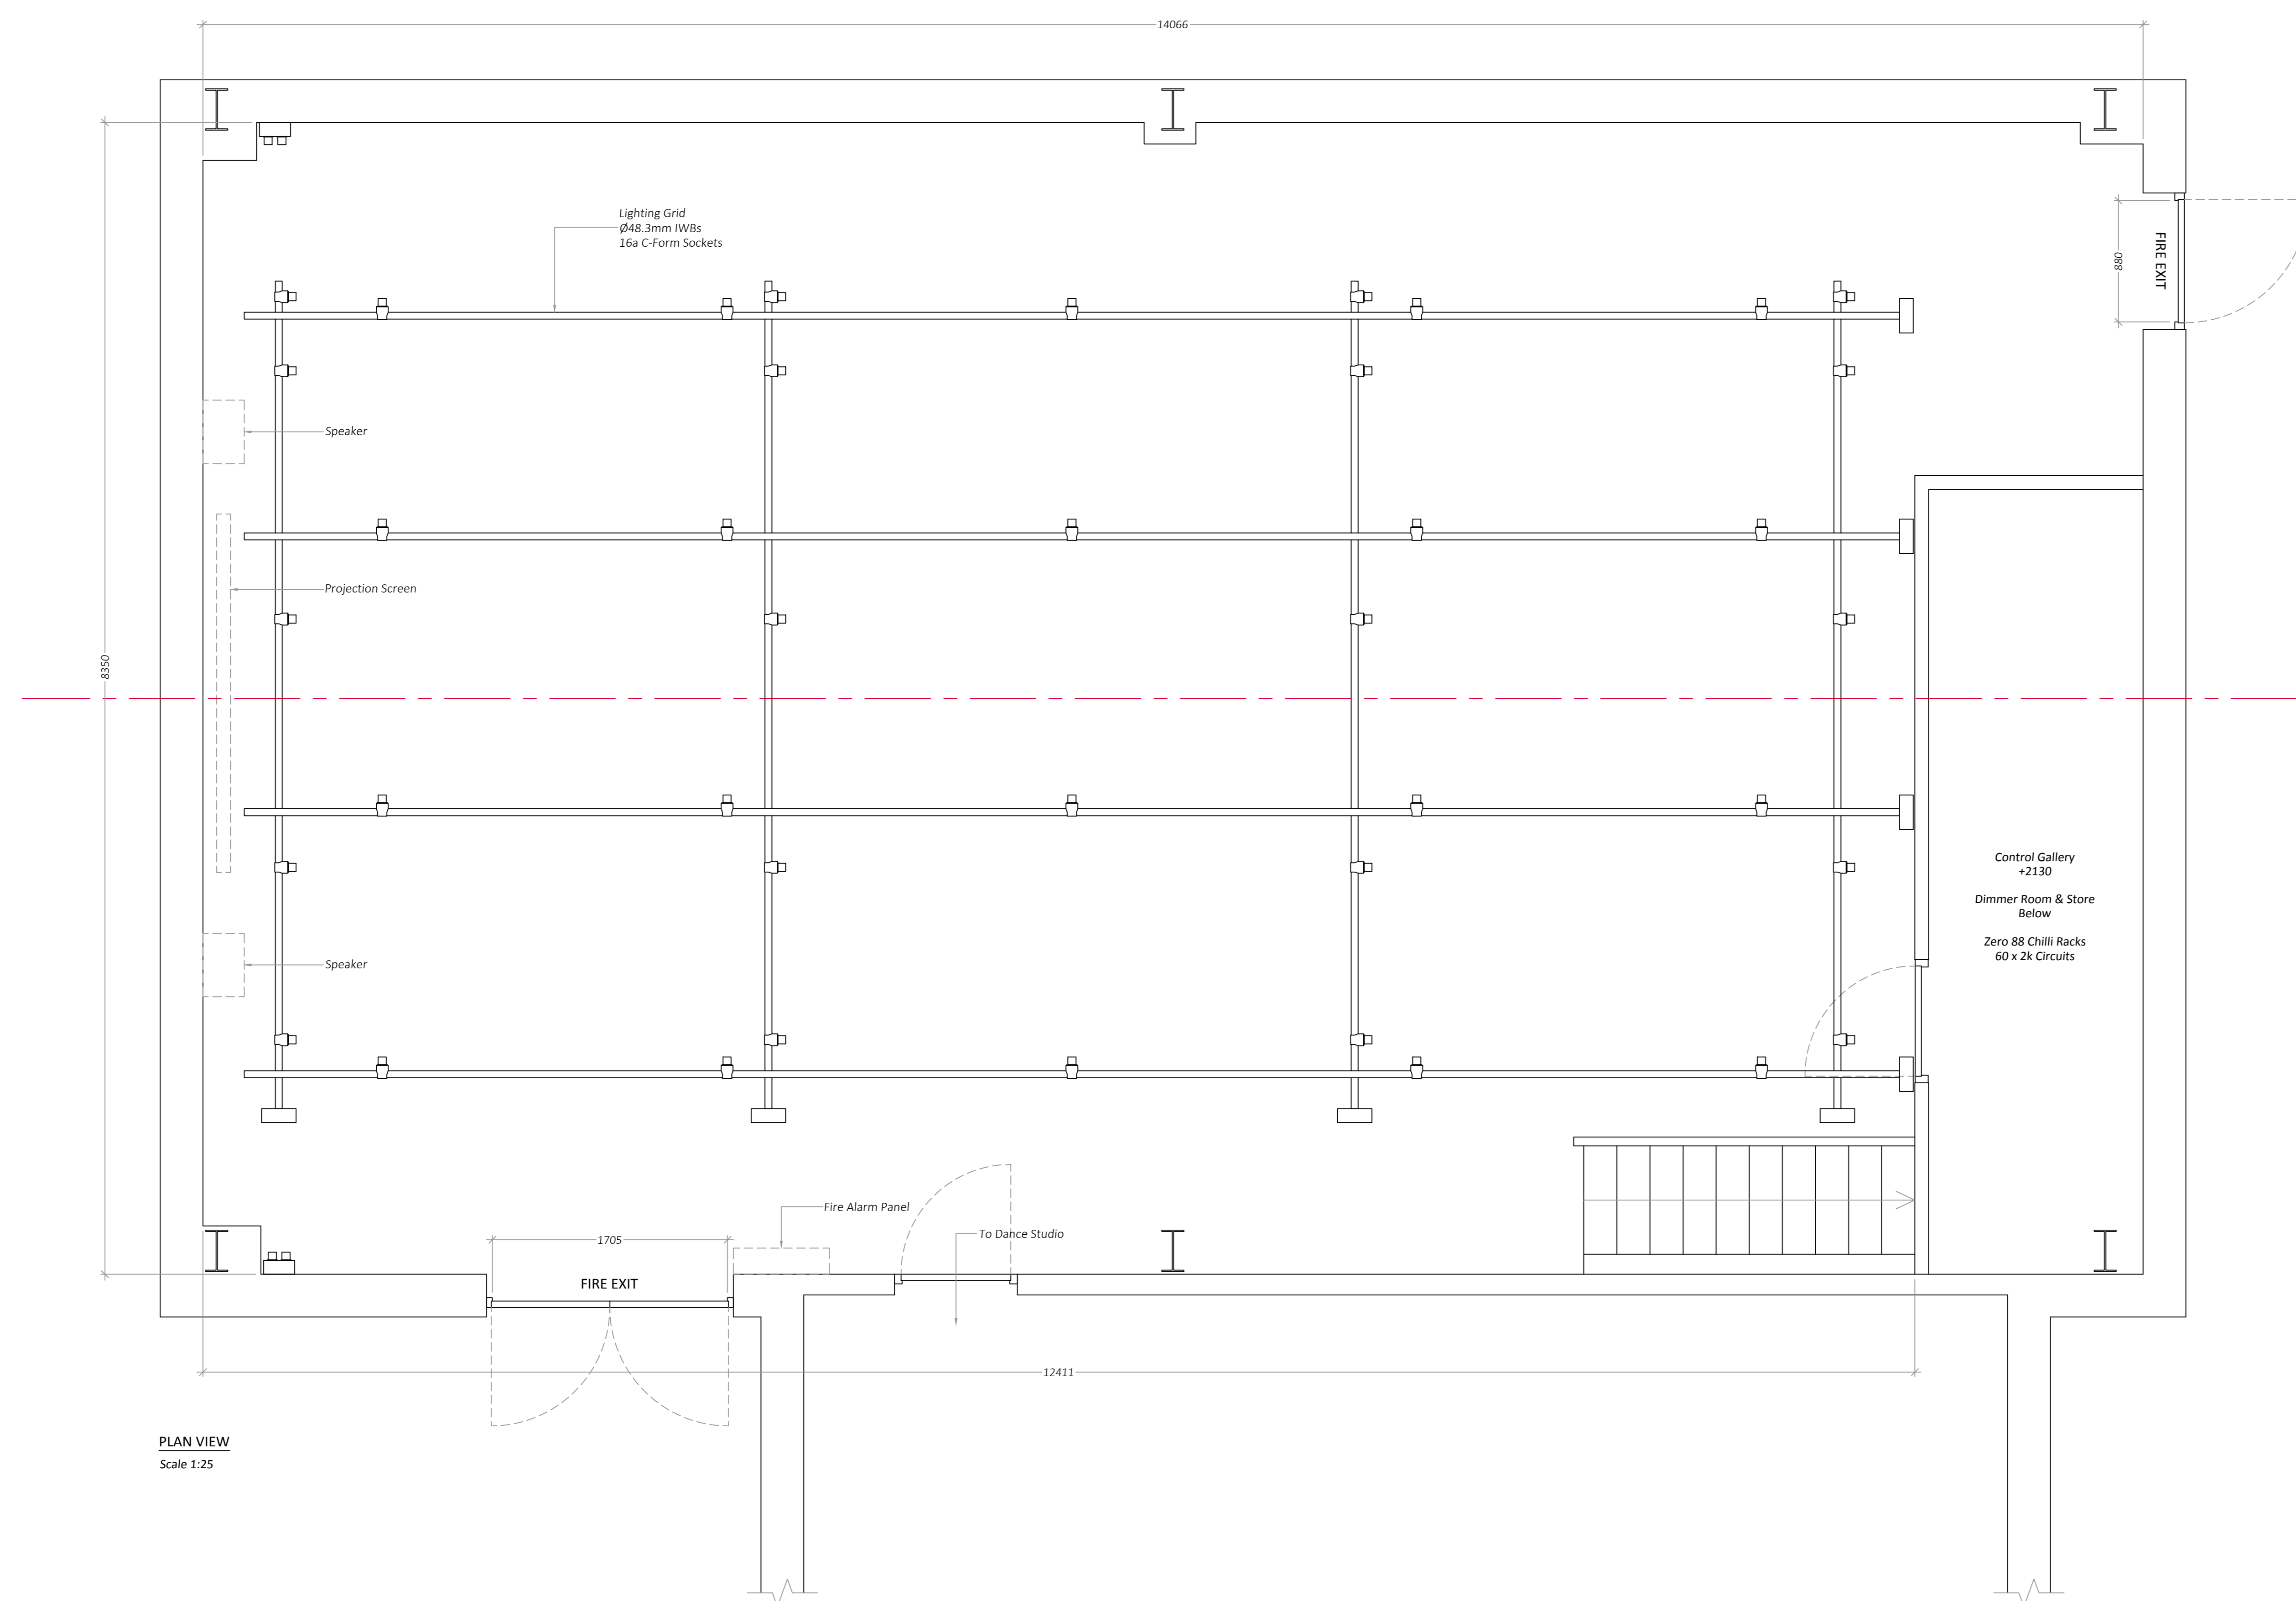 14066
Lighting Grid
Ø48.3mm IWBs
16a C-Form Sockets
880
FIRE EXIT
Speaker
Projection Screen
8350
Control Gallery
+2130
Dimmer Room & Store
Below
Zero 88 Chilli Racks
60 x 2k Circuits
Speaker
Fire Alarm Panel
To Dance Studio
1705
FIRE EXIT
12411
PLAN VIEW
Scale 1:25